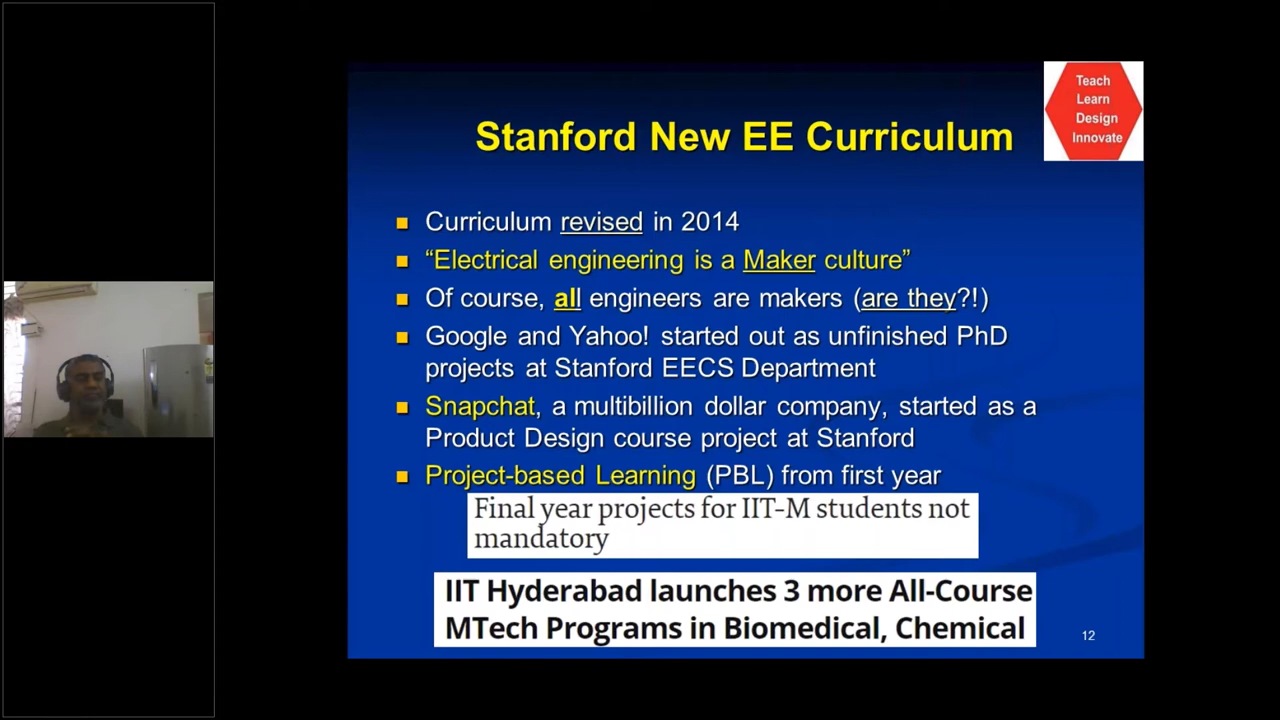 Teach
Learn
Design
Innovate
Stanford New EE Curriculum
Curriculum revised in 2014
“Electrical engineering is a Maker culture”
Of course, all engineers are makers (are they?!)
Google and Yahoo! started out as unfinished PhD
projects at Stanford EECS Department
Snapchat, a multibillion dollar company, started as a
Product Design course project at Stanford
Project-based Learning (PBL) from first year
Final year projects for IIT-M students not
mandatory
IIT Hyderabad launches 3 more All-Course
MTech Programs in Biomedical, Chemical
12